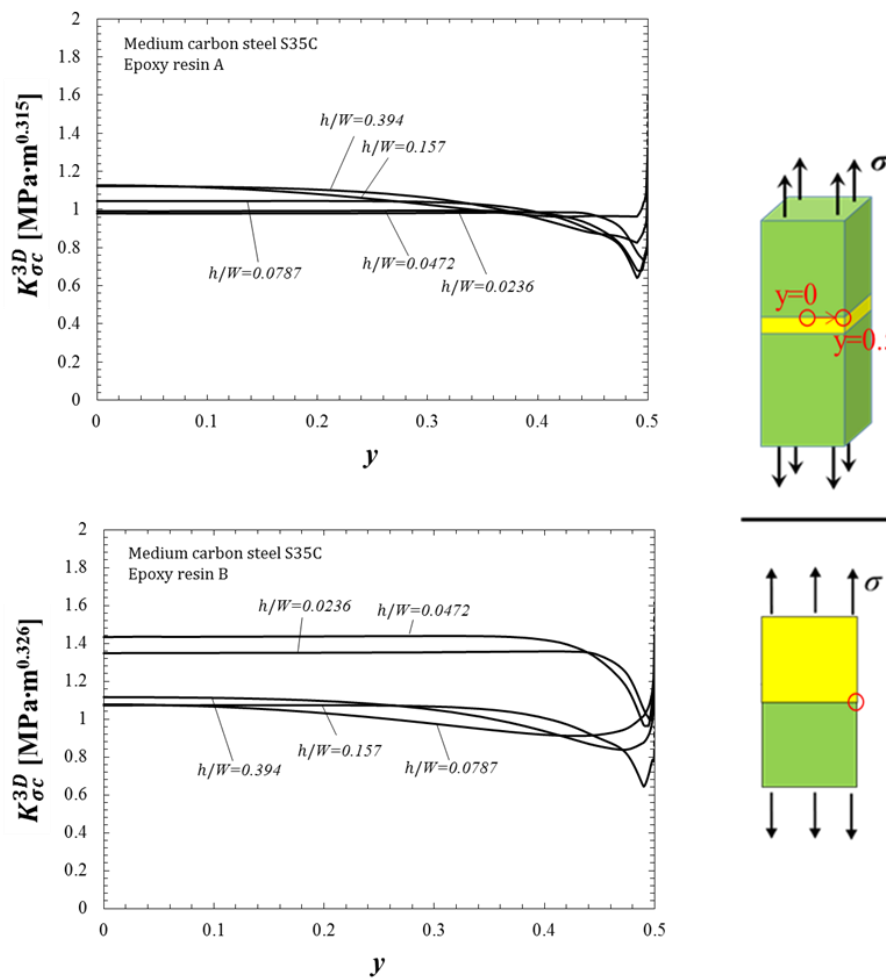 2
Medium carbon steel S35C
Epoxy resin A
1.8
1.6
h/W=0.394
1.4
h/W=0.157
1.2
1
0.8
h/W=0.0787
h/W=0.0472
h/W=0.0236
0.6
0.4
0.2
0
K_{σc}^{3D} [MPa·m^{0.315}]
0 0.1 0.2 0.3 0.4 0.5
y
σ
y=0
y=0.
2
Medium carbon steel S35C
Epoxy resin B
1.8
1.6
h/W=0.0236
h/W=0.0472
1.4
1.2
1
0.8
h/W=0.157
h/W=0.394
h/W=0.0787
0.6
0.4
0.2
0
K_{σc}^{3D} [MPa·m^{0.326}]
0 0.1 0.2 0.3 0.4 0.5
y
σ